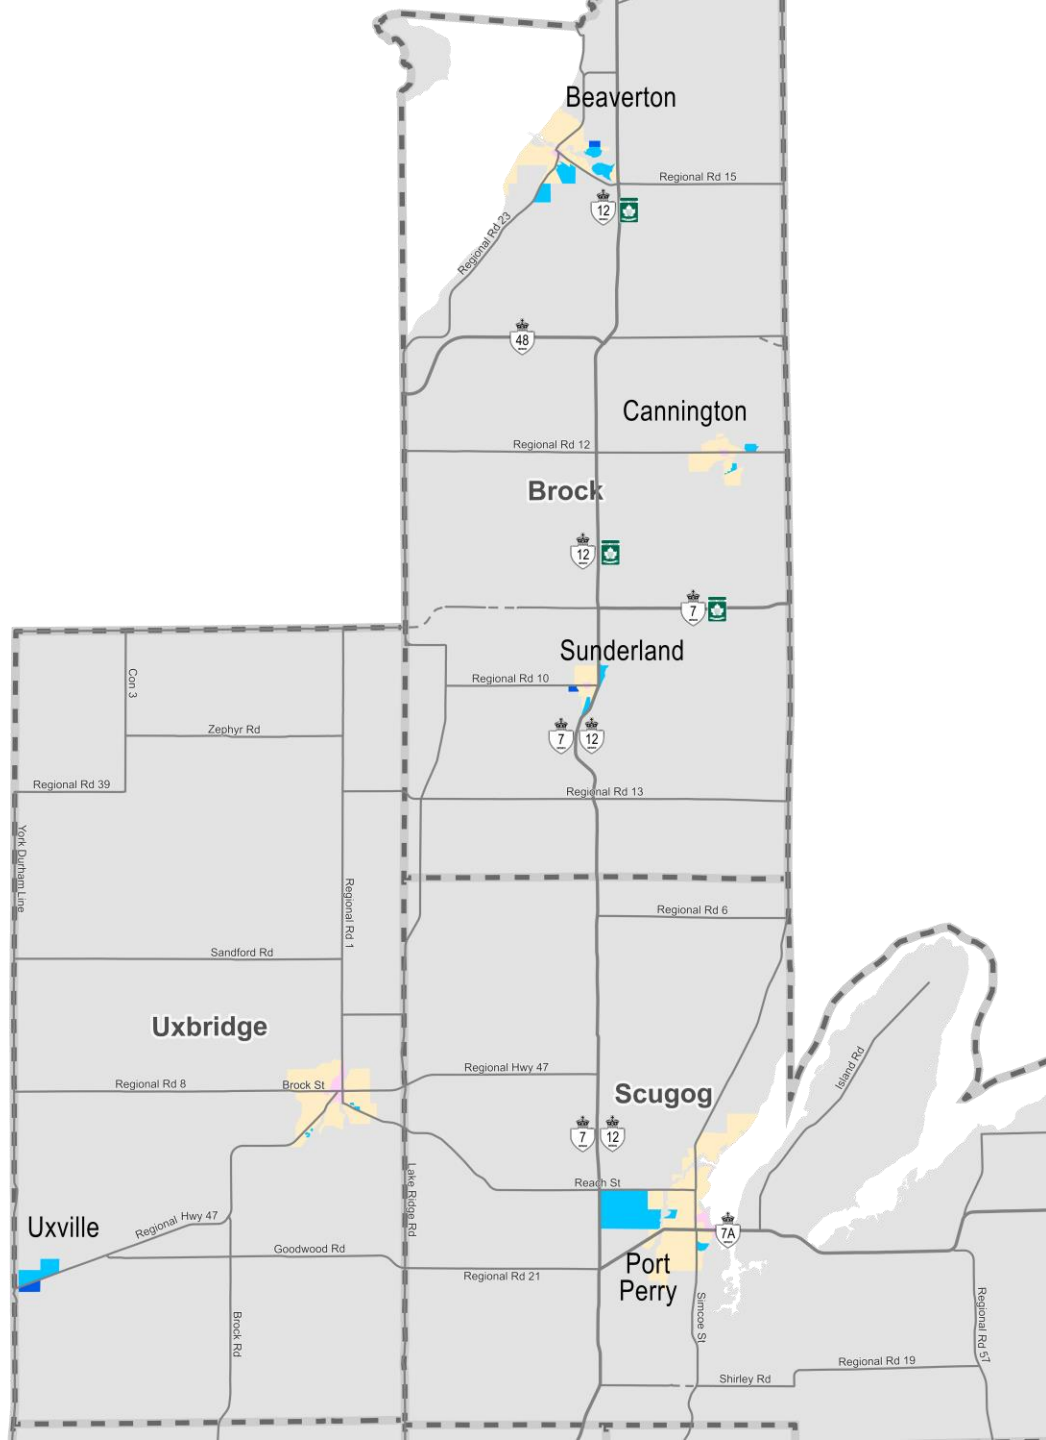 Beaverton
Regional Rd 15
12
Regional Rd 23
48
Cannington
Regional Rd 12
Brock
12
7
Sunderland
Regional Rd 10
7
12
Con 3
Zephyr Rd
Regional Rd 39
Regional Rd 13
York Durham Line
Regional Rd 1
Regional Rd 6
Sandford Rd
Uxbridge
Island Rd
Regional Hwy 47
Regional Rd 8
Brock St
Scugog
7
12
Reach St
Lake Ridge Rd
Uxville
Regional Hwy 47
7A
Goodwood Rd
Regional Rd 21
Port
Perry
Simcoe St
Brock Rd
Regional Rd 57
Regional Rd 19
Shirley Rd